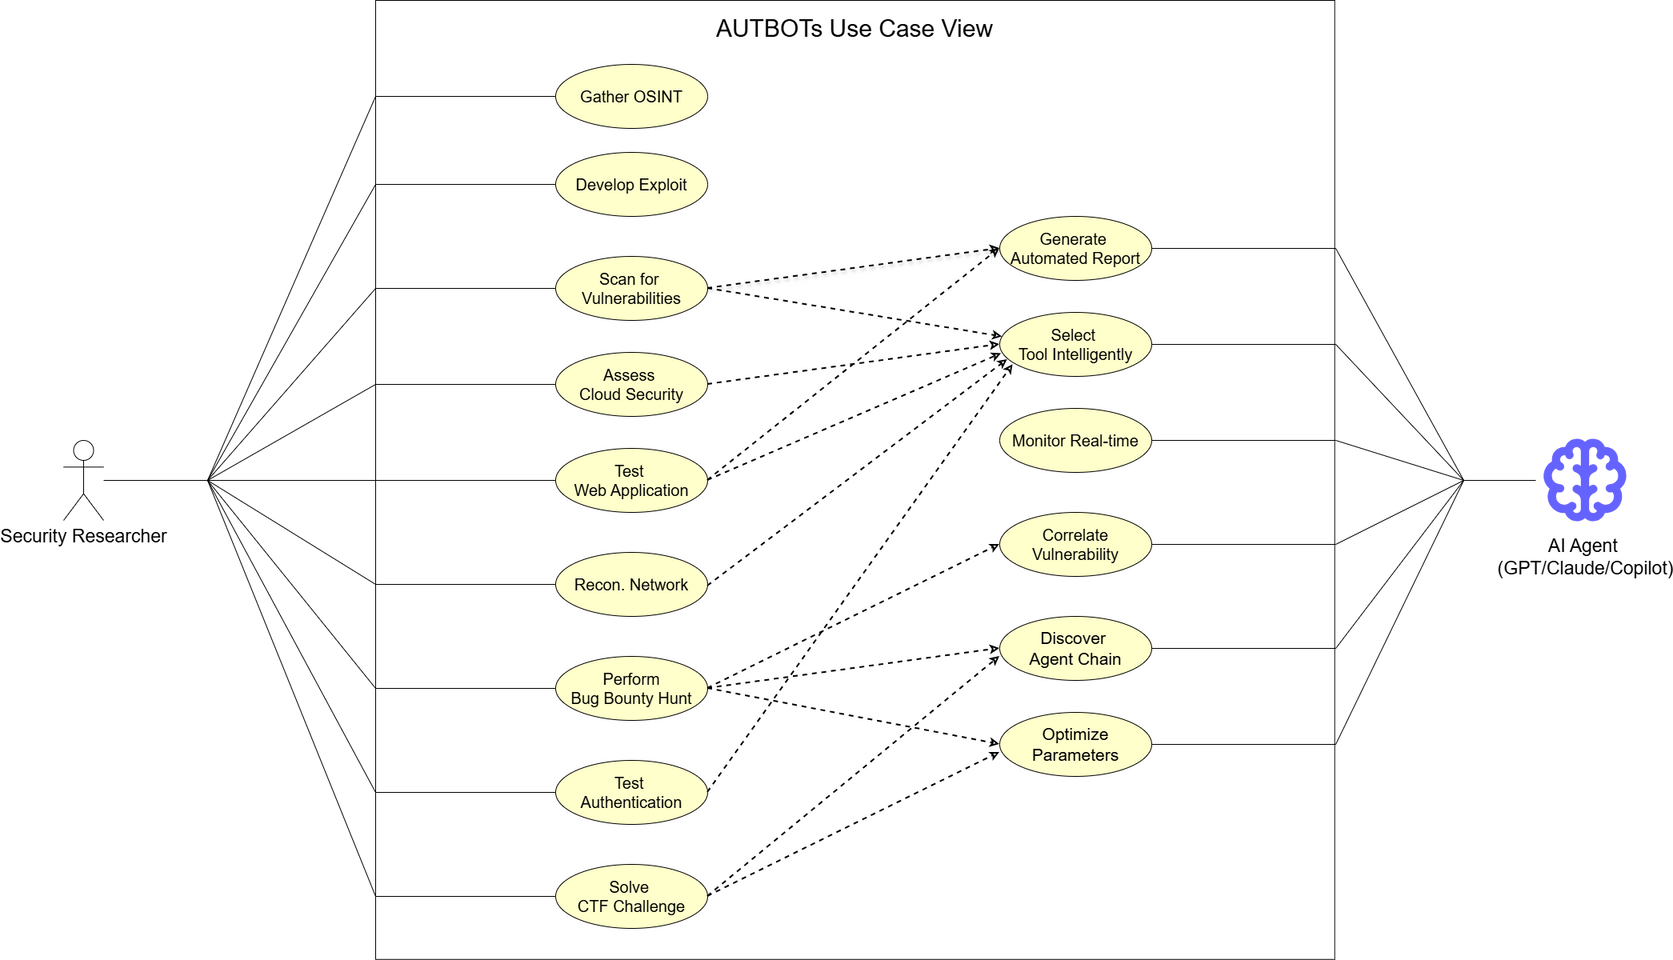 AUTBOTs Use Case View
Gather OSINT
Develop Exploit
Scan for
Vulnerabilities
Assess
Cloud Security
Test
Web Application
Recon. Network
Perform
Bug Bounty Hunt
Test
Authentication
Solve
CTF Challenge
Generate
Automated Report
Select
Tool Intelligently
Monitor Real-time
Correlate
Vulnerability
Discover
Agent Chain
Optimize
Parameters
Security Researcher
AI Agent
(GPT/Claude/Copilot)